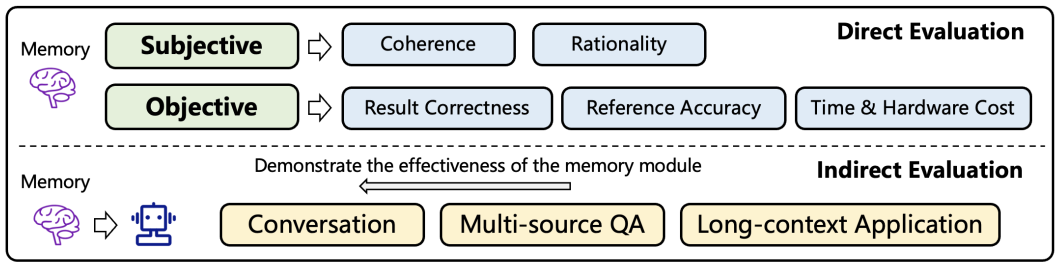 Direct Evaluation
Memory
Subjective
Coherence
Rationality
Objective
Result Correctness
Reference Accuracy
Time & Hardware Cost
Demonstrate the effectiveness of the memory module
Indirect Evaluation
Memory
Conversation
Multi-source QA
Long-context Application